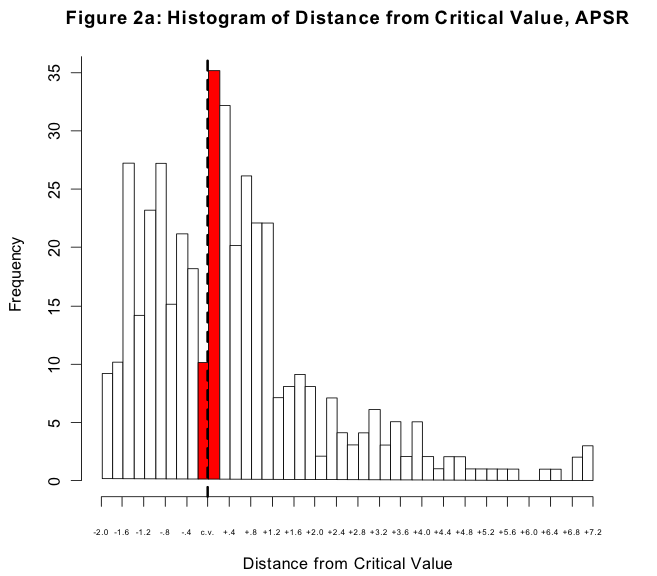 Figure 2a: Histogram of Distance from Critical Value, APSR
35
30
25
20
15
10
5
0
Frequency
-2.0 -1.6 -1.2 -.8 -.4 c.v. +.4 +.8 +1.2 +1.6 +2.0 +2.4 +2.8 +3.2 +3.6 +4.0 +4.4 +4.8 +5.2 +5.6 +6.0 +6.4 +6.8 +7.2
Distance from Critical Value